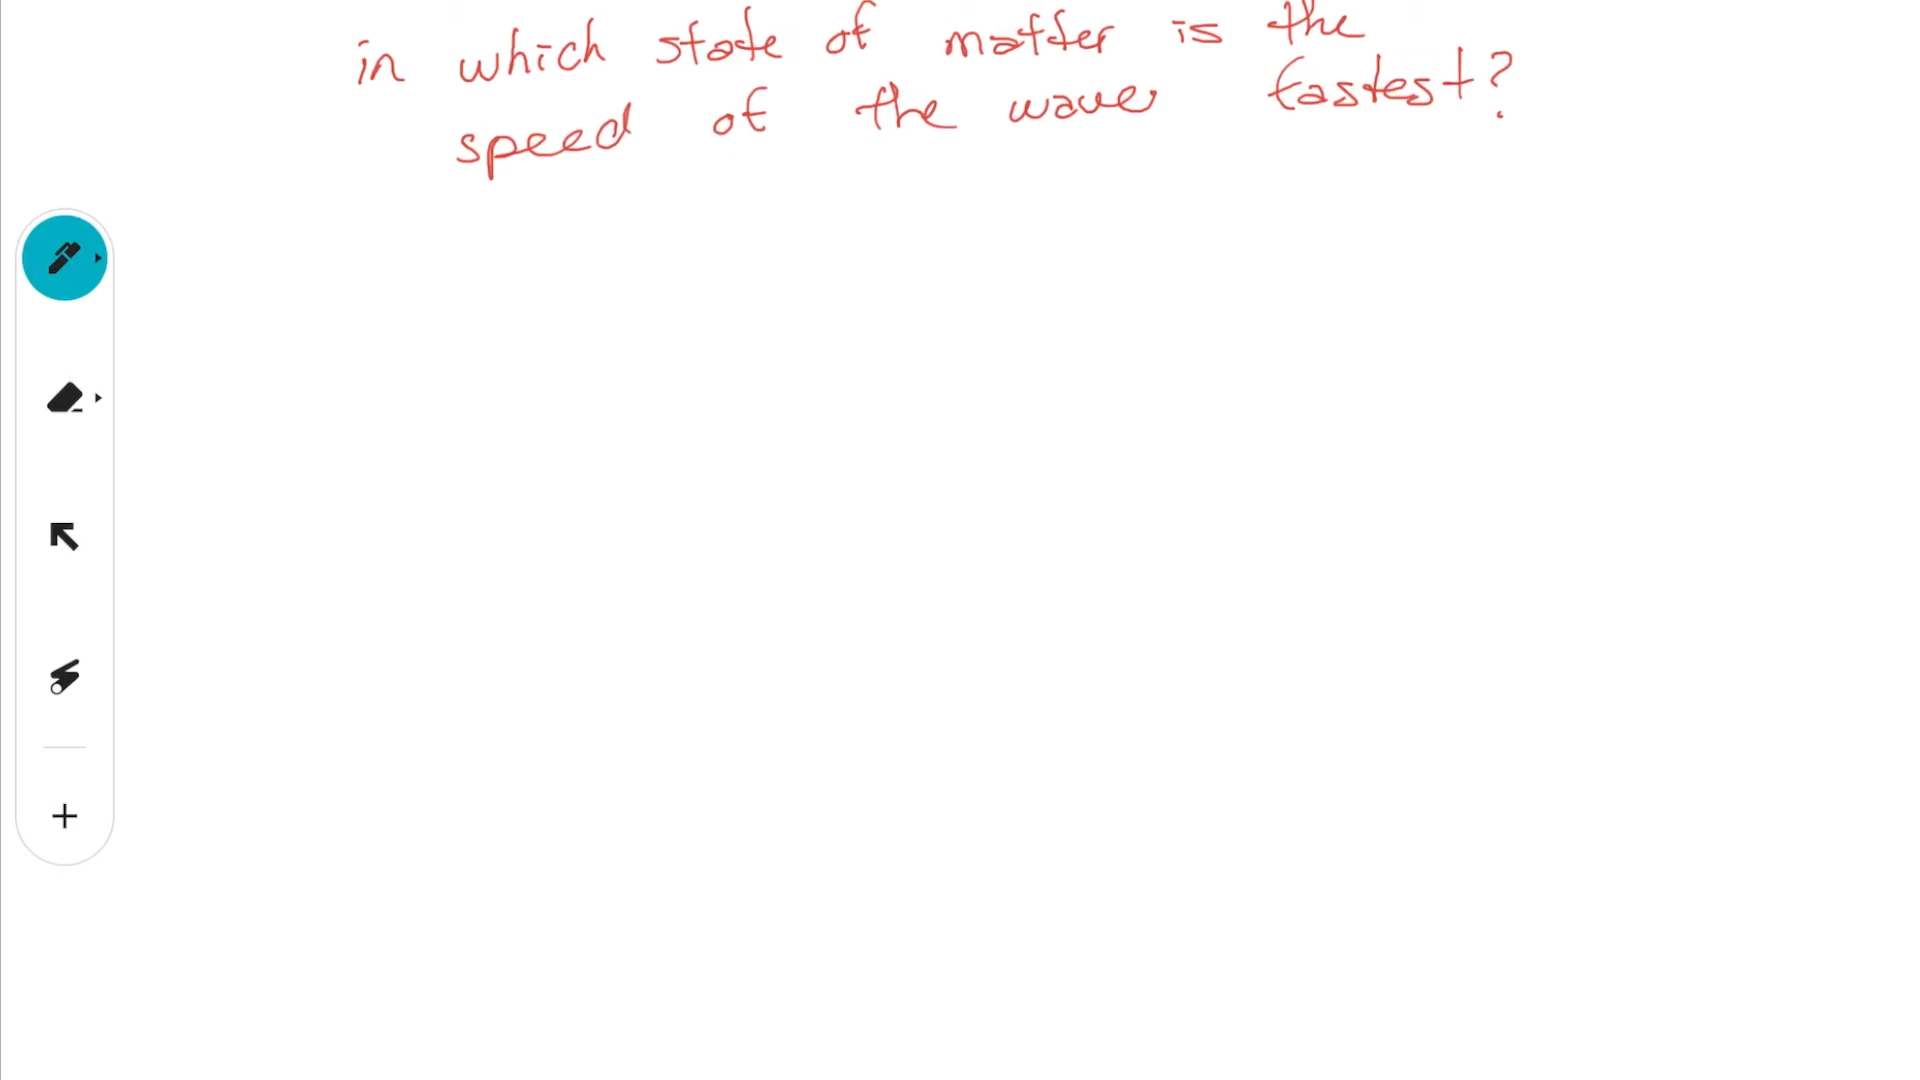 in which state of matter is the
speed of the wave fastest?